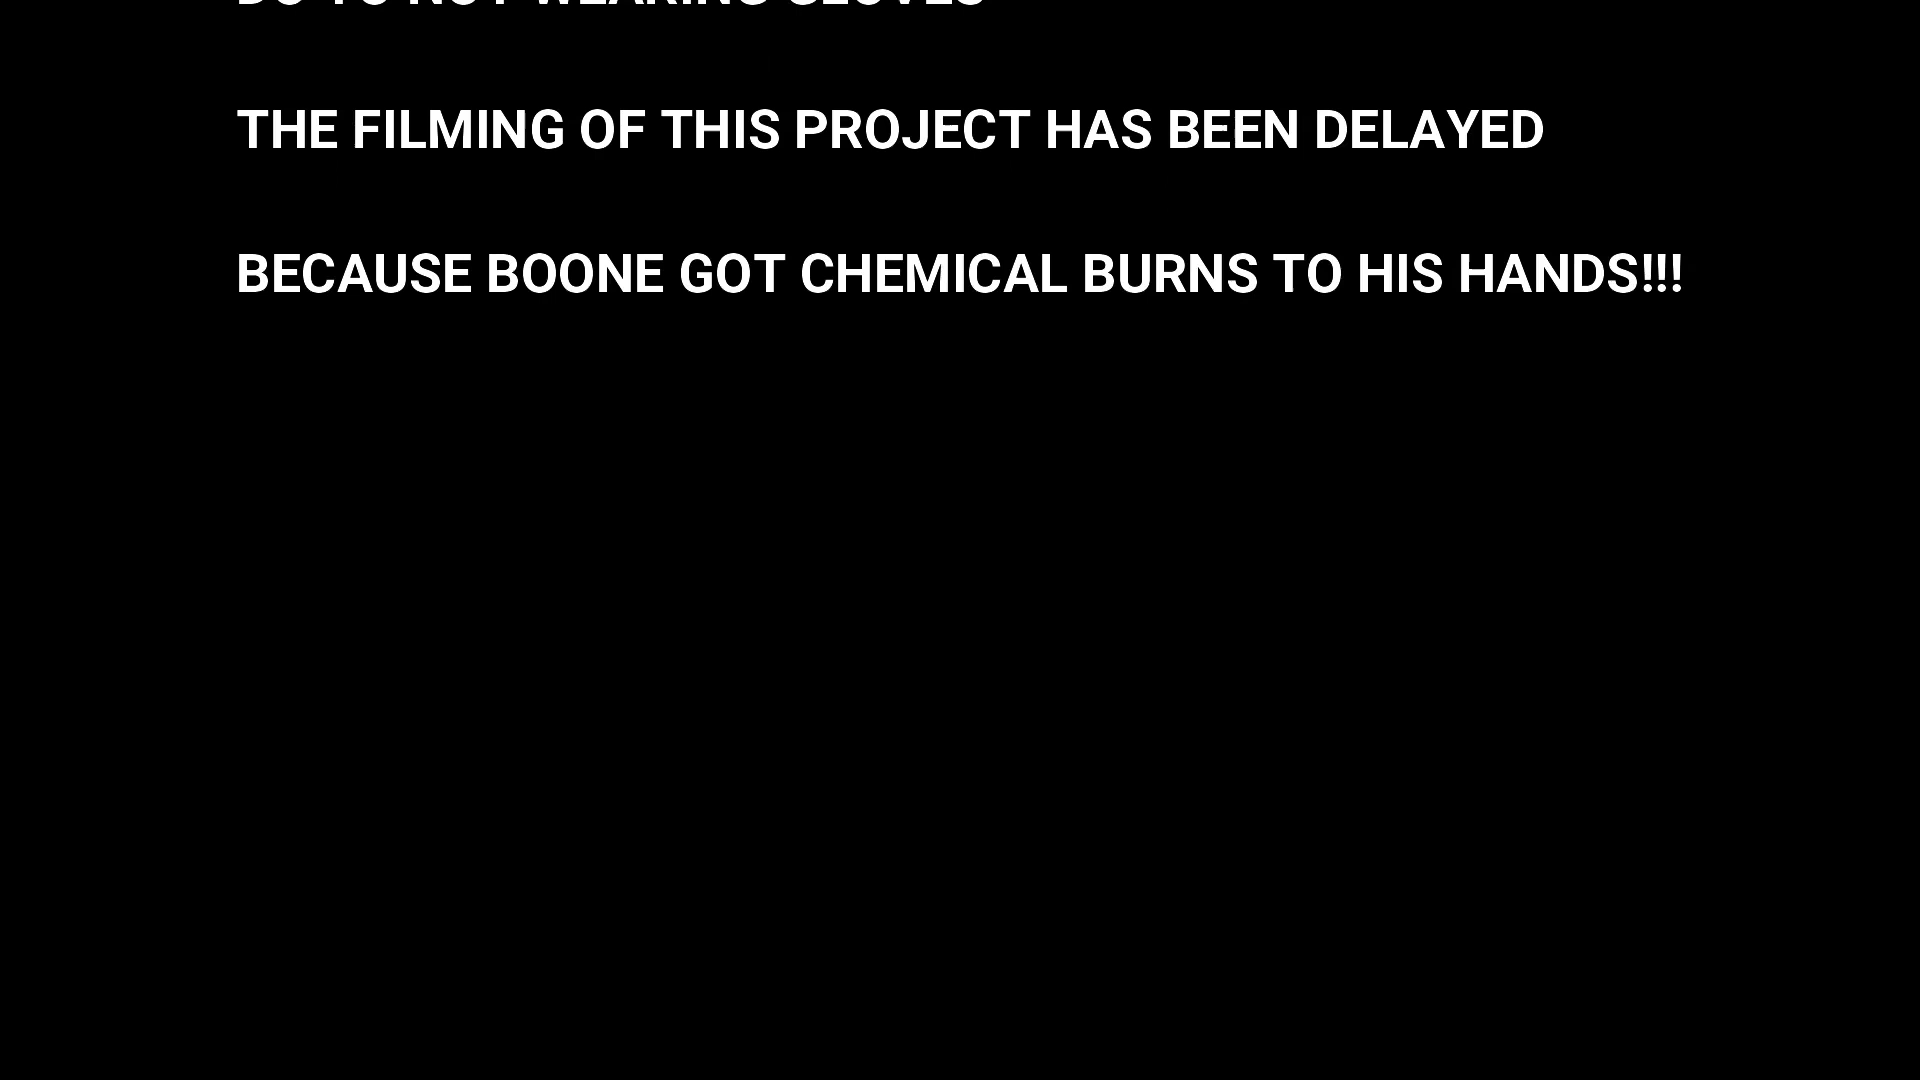 DO TO NOT WEARING GLOVES
THE FILMING OF THIS PROJECT HAS BEEN DELAYED
BECAUSE BOONE GOT CHEMICAL BURNS TO HIS HANDS!!!